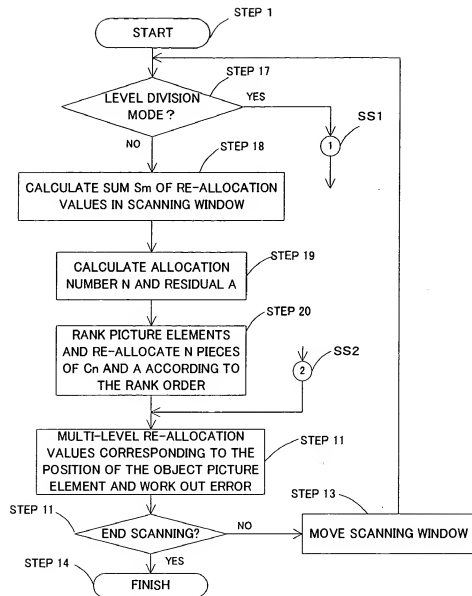 STEP 1
START
STEP 17
LEVEL DIVISION
MODE?
YES
SS1
1
NO
STEP 18
CALCULATE SUM Sm OF RE-ALLOCATION
VALUES IN SCANNING WINDOW
STEP 19
CALCULATE ALLOCATION
NUMBER N AND RESIDUAL A
STEP 20
RANK PICTURE ELEMENTS
AND RE-ALLOCATE N PIECES
OF Cn AND A ACCORDING TO
THE RANK ORDER
SS2
2
MULTI-LEVEL RE-ALLOCATION
VALUES CORRESPONDING TO THE
POSITION OF THE OBJECT PICTURE
ELEMENT AND WORK OUT ERROR
STEP 11
STEP 13
STEP 11
END SCANNING?
NO
MOVE SCANNING WINDOW
YES
STEP 14
FINISH